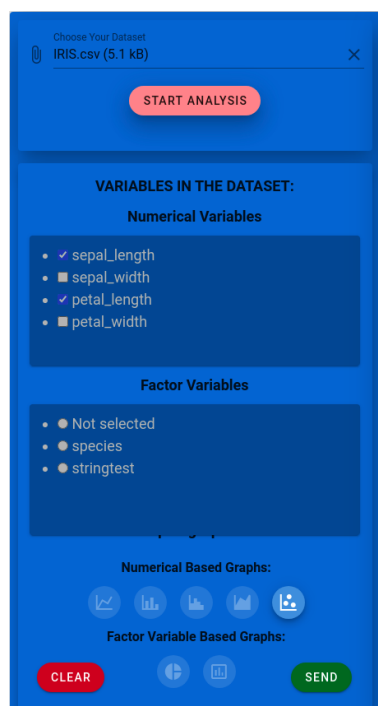 Choose Your Dataset
IRIS.csv (5.1 kB)
START ANALYSIS
VARIABLES IN THE DATASET:
Numerical Variables
sepal_length
sepal_width
petal_length
petal_width
Factor Variables
Not selected
species
stringtest
Numerical Based Graphs:
Factor Variable Based Graphs:
CLEAR
SEND